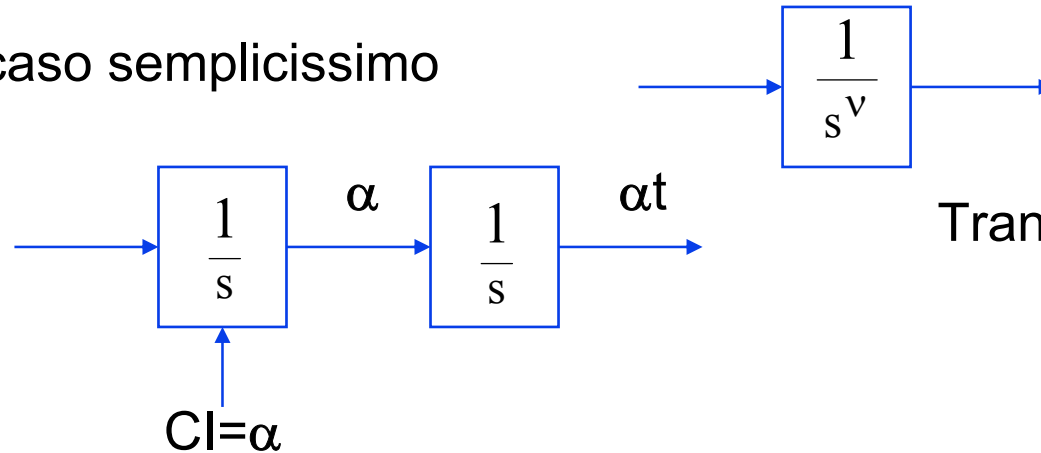 caso semplicissimo
1
s^ν
α
αt
1
s
1
s
Tran
CI=α